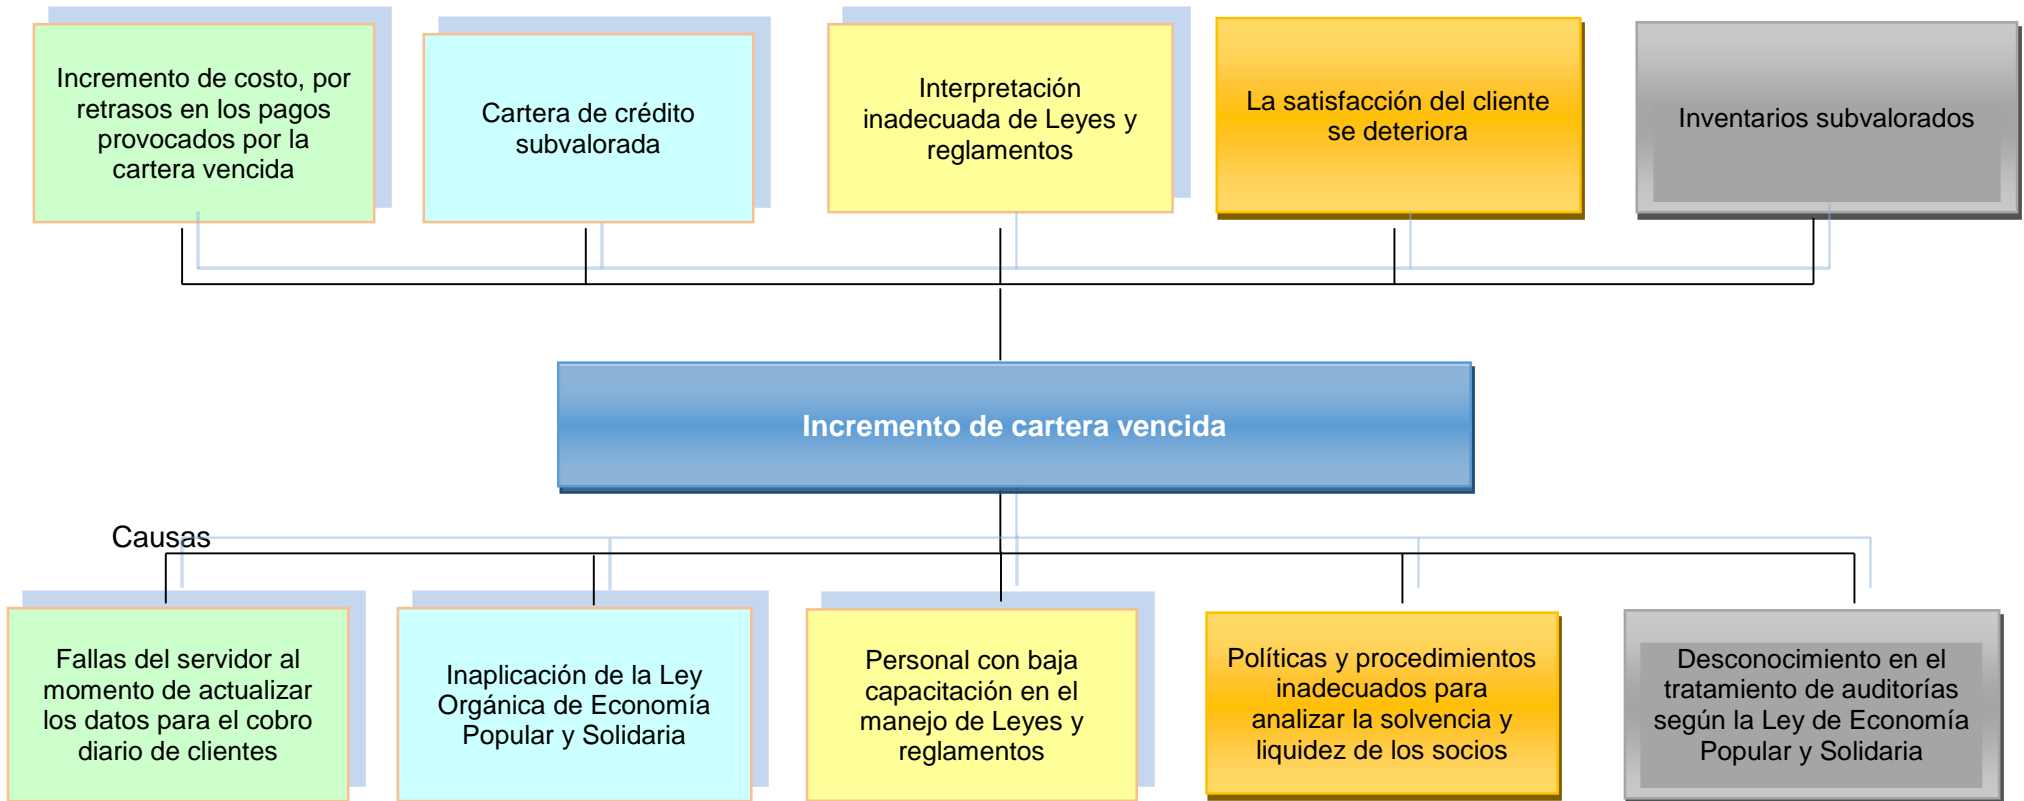 Incremento de costo, por
retrasos en los pagos
provocados por la
cartera vencida
Cartera de crédito
subvalorada
Interpretación
inadecuada de Leyes y
reglamentos
La satisfacción del cliente
se deteriora
Inventarios subvalorados
Incremento de cartera vencida
Causas
Fallas del servidor al
momento de actualizar
los datos para el cobro
diario de clientes
Inaplicación de la Ley
Orgánica de Economía
Popular y Solidaria
Personal con baja
capacitación en el
manejo de Leyes y
reglamentos
Políticas y procedimientos
inadecuados para
analizar la solvencia y
liquidez de los socios
Desconocimiento en el
tratamiento de auditorías
según la Ley de Economía
Popular y Solidaria